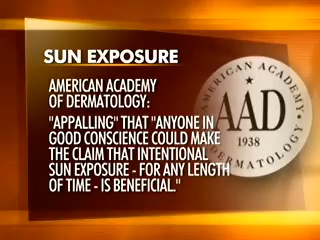 SUN EXPOSURE
AMERICAN ACADEMY
OF DERMATOLOGY:
"APPALLING" THAT "ANYONE IN
GOOD CONSCIENCE COULD MAKE
THE CLAIM THAT INTENTIONAL
SUN EXPOSURE - FOR ANY LENGTH
OF TIME - IS BENEFICIAL."
AMERICAN ACADEMY
AAD
1938
DERMATOLOGY